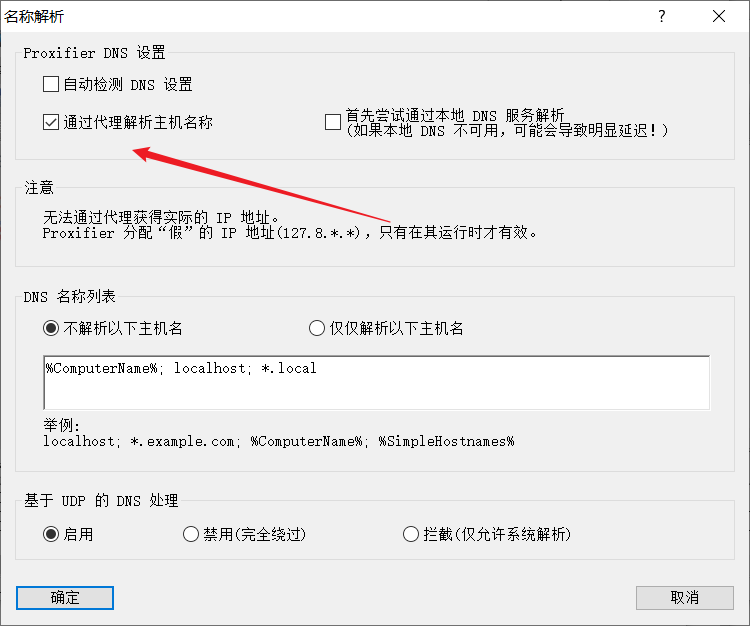 名称解析
Proxifier DNS 设置
自动检测 DNS 设置
通过代理解析主机名称
首先尝试通过本地 DNS 服务解析
(如果本地 DNS 不可用, 可能会导致明显延迟!)
注意
无法通过代理获得实际的 IP 地址。
Proxifier 分配“假”的 IP 地址(127.8.*.*), 只有在其运行时才有效。
DNS 名称列表
不解析以下主机名
仅仅解析以下主机名
%ComputerName%; localhost; *.local
举例:
localhost; *.example.com; %ComputerName%; %SimpleHostnames%
基于 UDP 的 DNS 处理
启用
禁用(完全绕过)
拦截(仅允许系统解析)
确定
取消